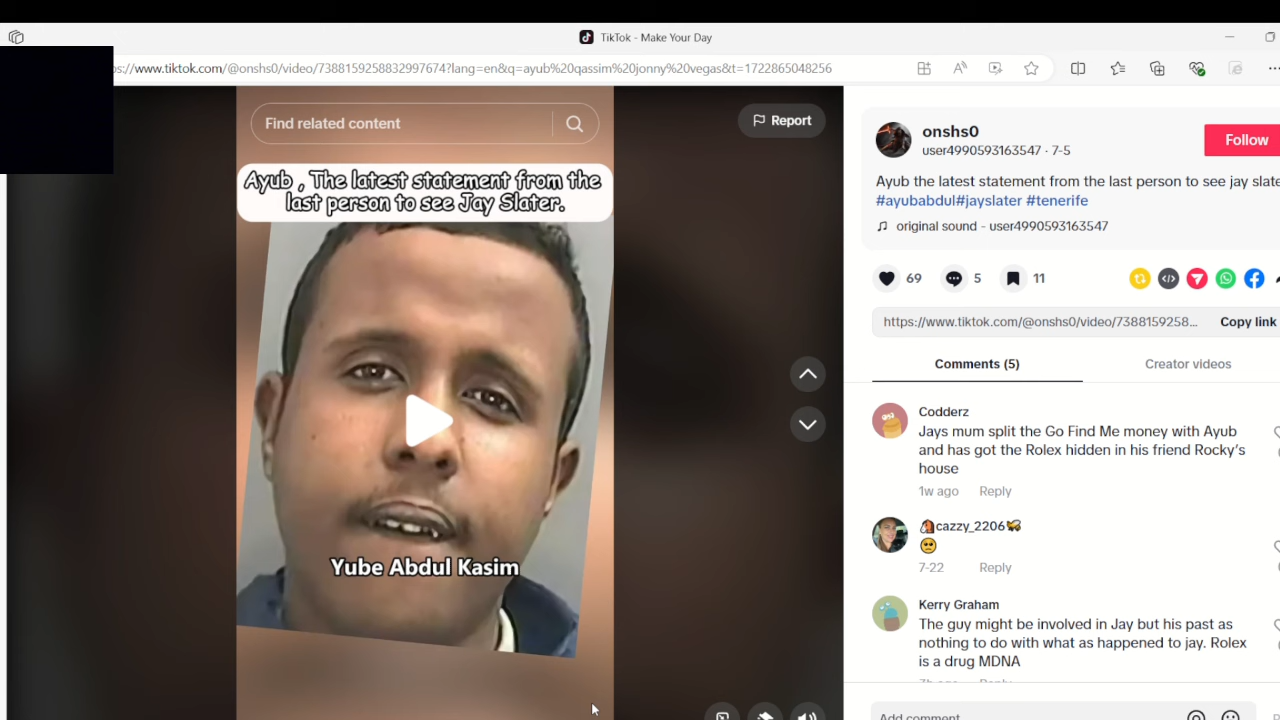 TikTok - Make Your Day
ps://www.tiktok.com/@onshs0/video/7388159258832997674?lang=en&q=ayub%20qassim%20jonny%20vegas&t=1722865048256
Find related content
Report
Ayub , The latest statement from the
last person to see Jay Slater.
Yube Abdul Kasim
onshs0
user4990593163547 · 7-5
Follow
Ayub the latest statement from the last person to see jay slate
#ayubabdul#jayslater #tenerife
original sound - user4990593163547
69
5
11
https://www.tiktok.com/@onshs0/video/7388159258...
Copy link
Comments (5)
Creator videos
Codderz
Jays mum split the Go Find Me money with Ayub
and has got the Rolex hidden in his friend Rocky's
house
1w ago
Reply
cazzy_2206
7-22
Reply
Kerry Graham
The guy might be involved in Jay but his past as
nothing to do with what as happened to jay. Rolex
is a drug MDNA
Add comment